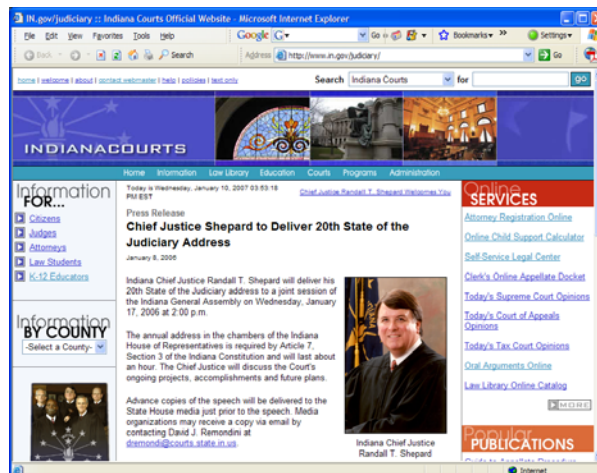 IN.gov/judiciary :: Indiana Courts Official Website - Microsoft Internet Explorer
File Edit View Favorites Tools Help Google G Go Bookmarks Settings
Back Search Address http://www.in.gov/judiciary/ Go
home | welcome | about | contact webmaster | help | policies | text only Search Indiana Courts for go
INDIANACOURTS
Home Information Law Library Education Courts Programs Administration
Information
FOR...
Citizens
Judges
Attorneys
Law Students
K-12 Educators
Information
BY COUNTY
-Select a County-
Today is Wednesday, January 10, 2007 03:53:18
PM EST
Chief Justice Randall T. Shepard Welcomes You
Press Release
Chief Justice Shepard to Deliver 20th State of the
Judiciary Address
January 8, 2006
Indiana Chief Justice Randall T. Shepard will deliver his
20th State of the Judiciary address to a joint session of
the Indiana General Assembly on Wednesday, January
17, 2006 at 2:00 p.m.
The annual address in the chambers of the Indiana
House of Representatives is required by Article 7,
Section 3 of the Indiana Constitution and will last about
an hour. The Chief Justice will discuss the Court's
ongoing projects, accomplishments and future plans.
Advance copies of the speech will be delivered to the
State House media just prior to the speech. Media
organizations may receive a copy via email by
contacting David J. Remondini at
dremondi@courts.state.in.us.
Indiana Chief Justice
Randall T. Shepard
Online
SERVICES
Attorney Registration Online
Online Child Support Calculator
Self-Service Legal Center
Clerk's Online Appellate Docket
Today's Supreme Court Opinions
Today's Court of Appeals
Opinions
Today's Tax Court Opinions
Oral Arguments Online
Law Library Online Catalog
MORE
Popular
PUBLICATIONS
Guide to Appellate Procedure
Internet